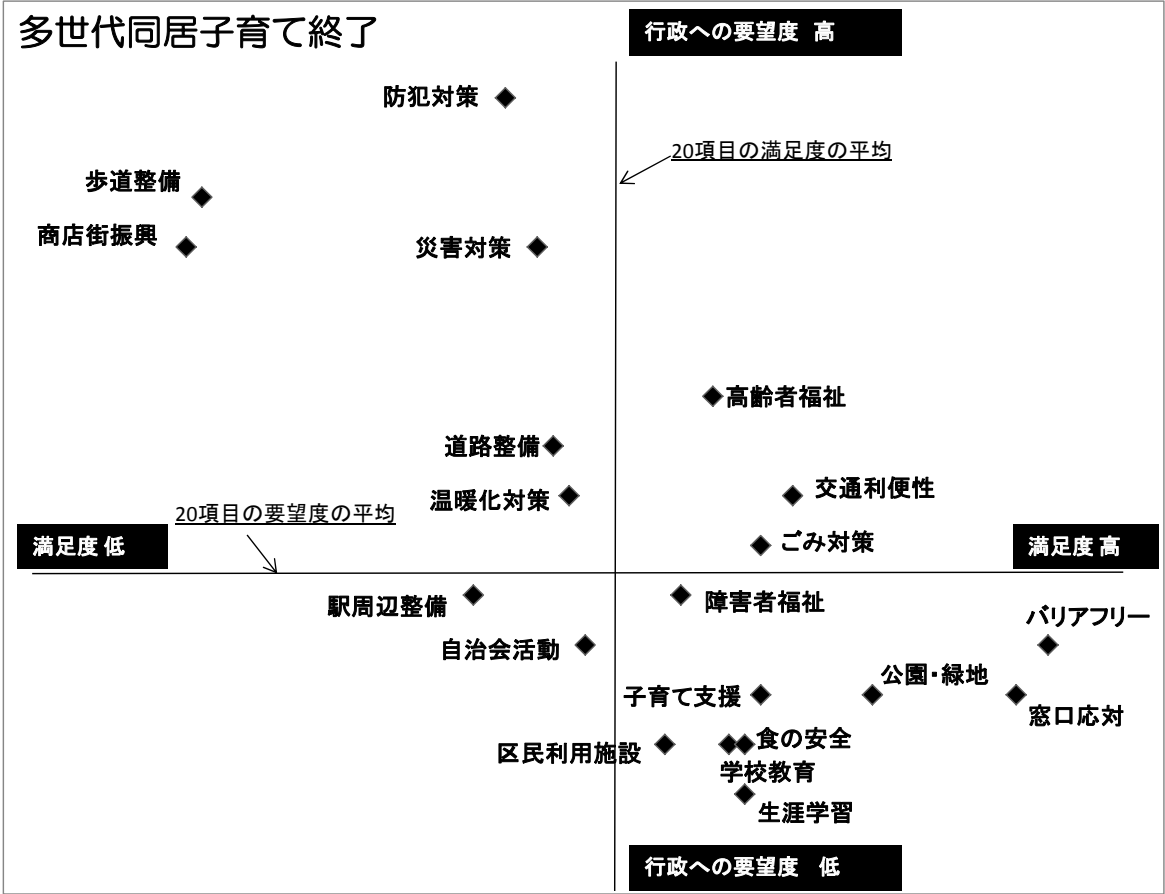 多世代同居子育て終了
行政への要望度 高
防犯対策
20項目の満足度の平均
歩道整備
商店街振興
災害対策
高齢者福祉
道路整備
交通利便性
温暖化対策
20項目の要望度の平均
ごみ対策
満足度 低
満足度 高
駅周辺整備
障害者福祉
バリアフリー
自治会活動
公園・緑地
子育て支援
窓口応対
区民利用施設
食の安全
学校教育
生涯学習
行政への要望度 低